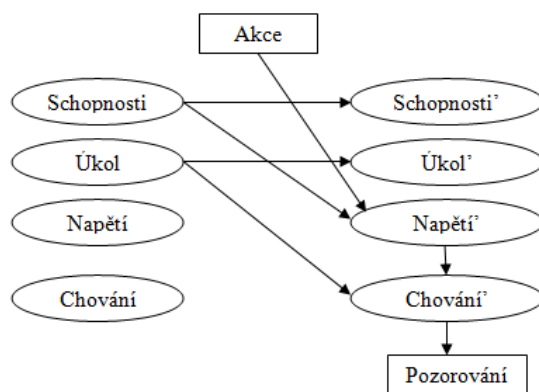 Akce
Schopnosti
Schopnosti’
Úkol
Úkol’
Napětí
Napětí’
Chování
Chování’
Pozorování